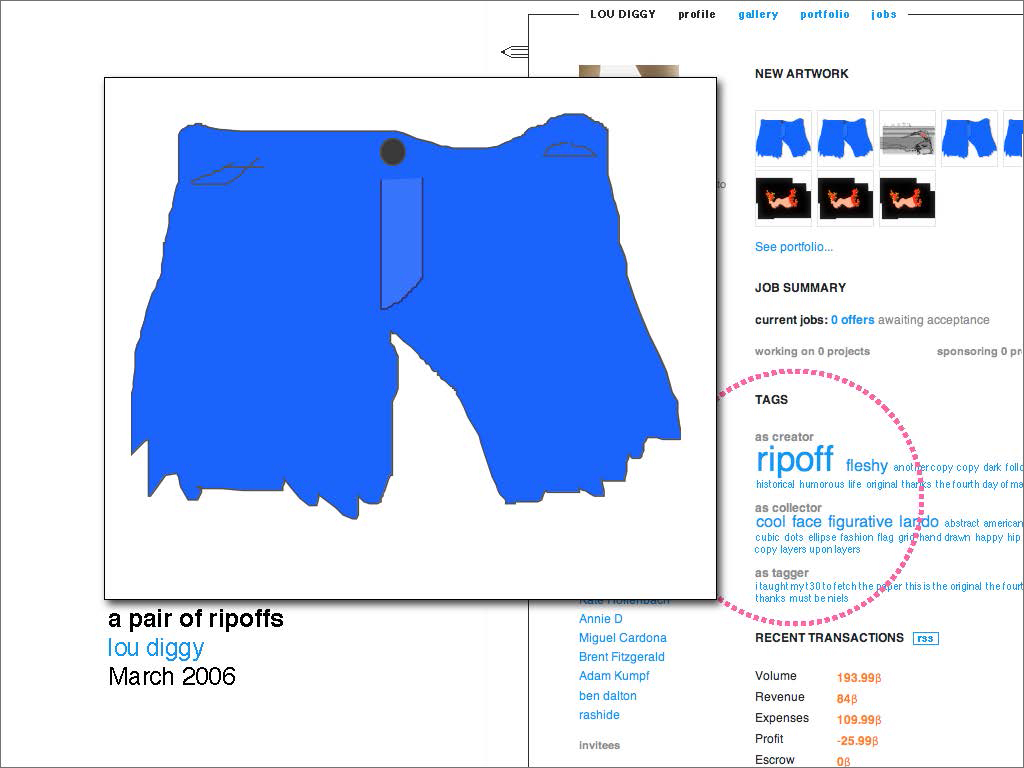 LOU DIGGY profile gallery portfolio jobs
NEW ARTWORK
to
See portfolio...
JOB SUMMARY
current jobs: 0 offers awaiting acceptance
working on 0 projects sponsoring 0 pr
TAGS
as creator
ripoff fleshy another copy copy dark follo
historical humorous life original thanks the fourth day of ma
as collector
cool face figurative lando abstract american
cubic dots ellipse fashion flag grid hand drawn happy hip
copy layers upon layers
as tagger
i taught my t30 to fetch the paper this is the original the fourt
thanks must be niels
a pair of ripoffs
lou diggy
March 2006
Kate Hollenbach
Annie D
Miguel Cardona
Brent Fitzgerald
Adam Kumpf
ben dalton
rashide
invitees
RECENT TRANSACTIONS rss
Volume 193.99β
Revenue 84β
Expenses 109.99β
Profit -25.99β
Escrow 0β